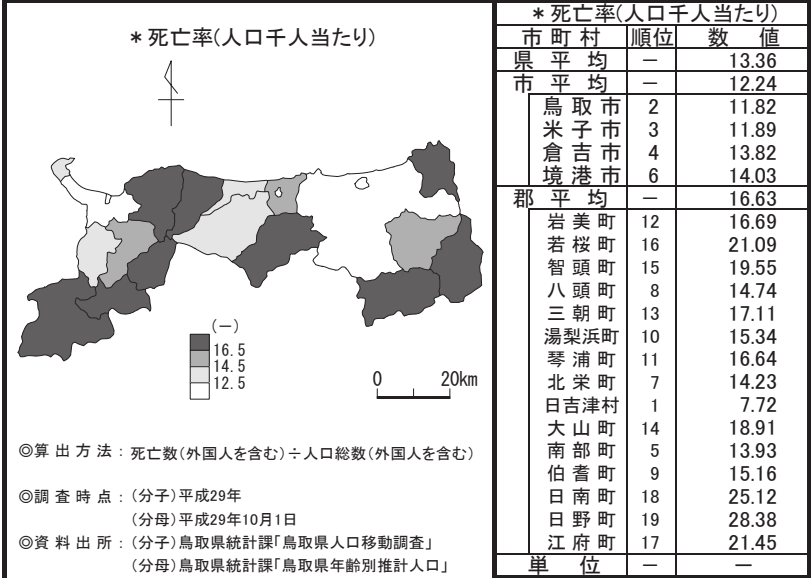 ＊死亡率(人口千人当たり)
(－)
16.5
14.5
12.5
0 20km
◎算出方法：死亡数(外国人を含む)÷人口総数(外国人を含む)
◎調査時点：(分子)平成29年
(分母)平成29年10月1日
◎資料出所：(分子)鳥取県統計課「鳥取県人口移動調査」
(分母)鳥取県統計課「鳥取県年齢別推計人口」
＊死亡率(人口千人当たり)
市町村 順位 数値
県平均 － 13.36
市平均 － 12.24
鳥取市 2 11.82
米子市 3 11.89
倉吉市 4 13.82
境港市 6 14.03
郡平均 － 16.63
岩美町 12 16.69
若桜町 16 21.09
智頭町 15 19.55
八頭町 8 14.74
三朝町 13 17.11
湯梨浜町 10 15.34
琴浦町 11 16.64
北栄町 7 14.23
日吉津村 1 7.72
大山町 14 18.91
南部町 5 13.93
伯耆町 9 15.16
日南町 18 25.12
日野町 19 28.38
江府町 17 21.45
単位 － －